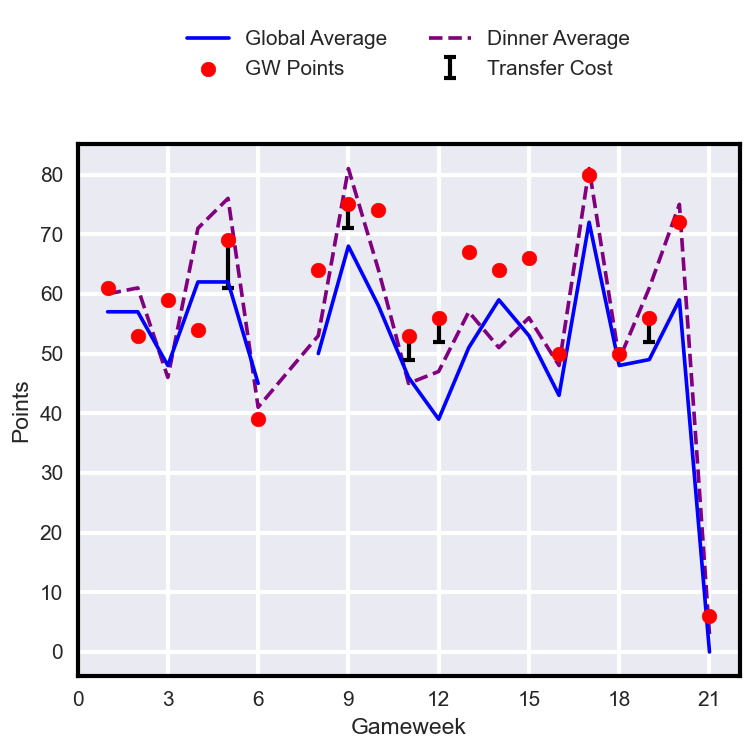 Global Average
Dinner Average
GW Points
Transfer Cost
80
70
60
50
40
30
20
10
0
Points
0 3 6 9 12 15 18 21
Gameweek